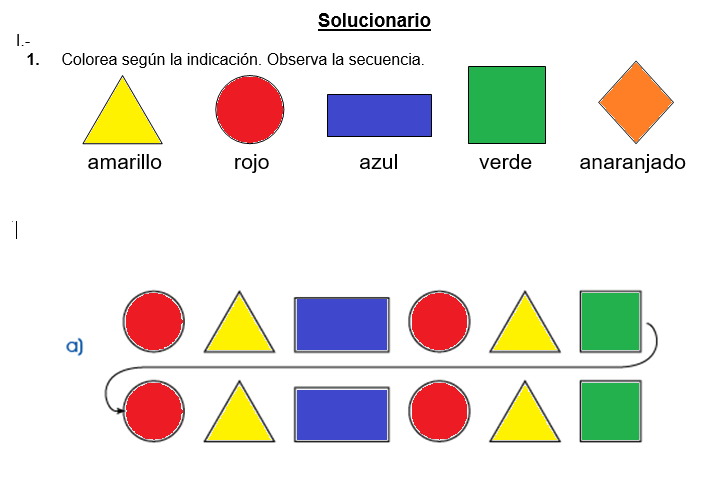 Solucionario
I.-
1. Colorea según la indicación. Observa la secuencia.
amarillo rojo azul verde anaranjado
a)